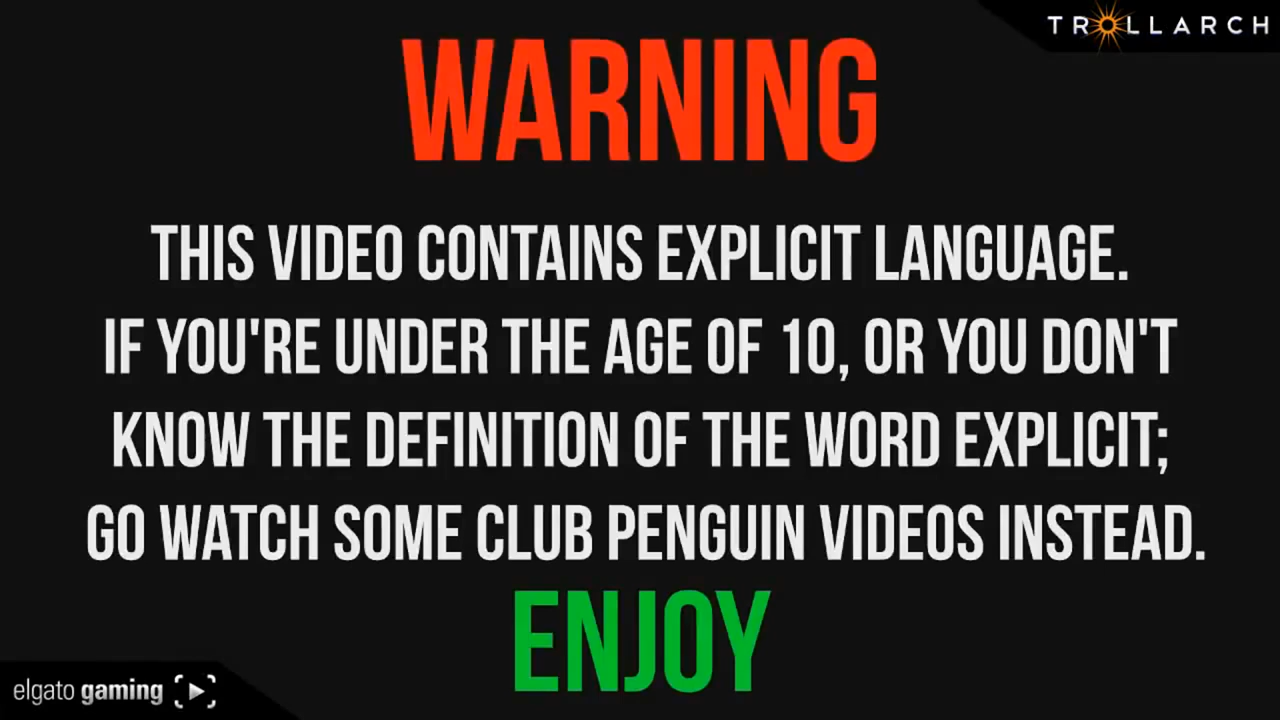 TROLLARCH
WARNING
THIS VIDEO CONTAINS EXPLICIT LANGUAGE.
IF YOU'RE UNDER THE AGE OF 10, OR YOU DON'T
KNOW THE DEFINITION OF THE WORD EXPLICIT;
GO WATCH SOME CLUB PENGUIN VIDEOS INSTEAD.
ENJOY
elgato gaming